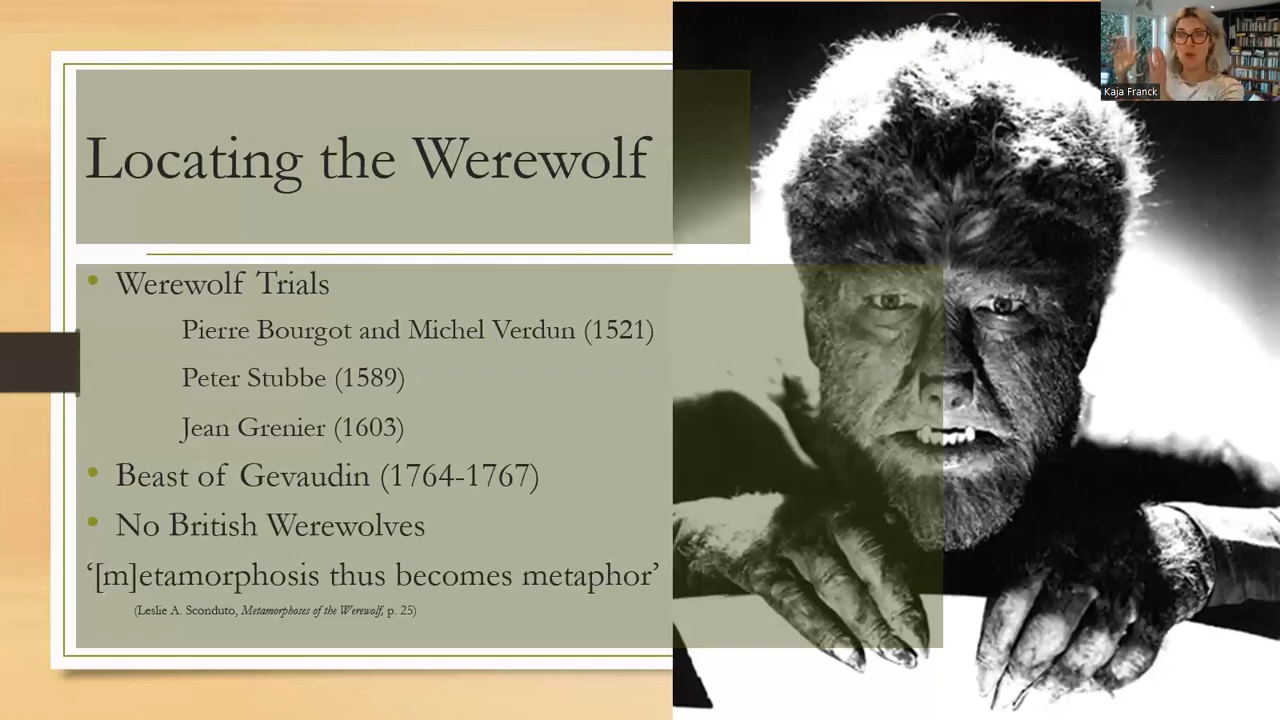 Kaja Franck
Locating the Werewolf
• Werewolf Trials
Pierre Bourgot and Michel Verdun (1521)
Peter Stubbe (1589)
Jean Grenier (1603)
• Beast of Gevaudin (1764-1767)
• No British Werewolves
‘[m]etamorphosis thus becomes metaphor’
(Leslie A. Sconduto, Metamorphoses of the Werewolf, p. 25)